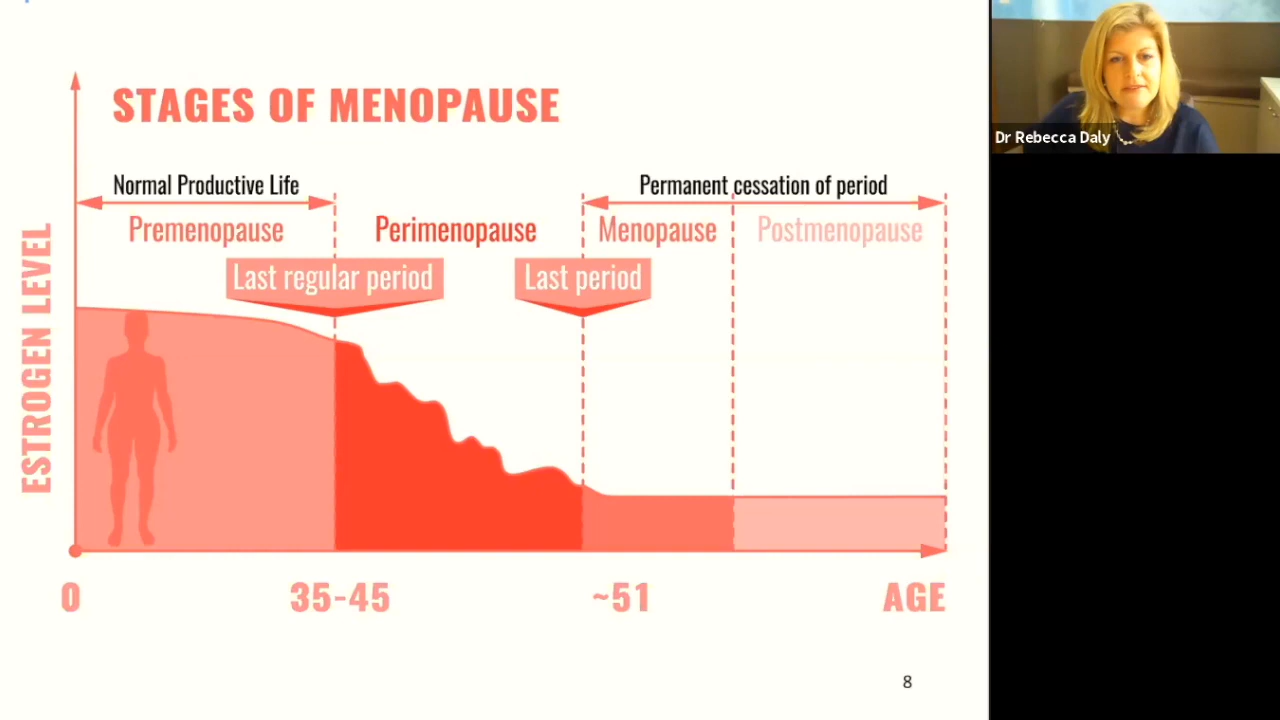 STAGES OF MENOPAUSE
Normal Productive Life
Permanent cessation of period
Premenopause
Perimenopause
Menopause
Postmenopause
Last regular period
Last period
ESTROGEN LEVEL
0
35-45
~51
AGE
8
Dr Rebecca Daly